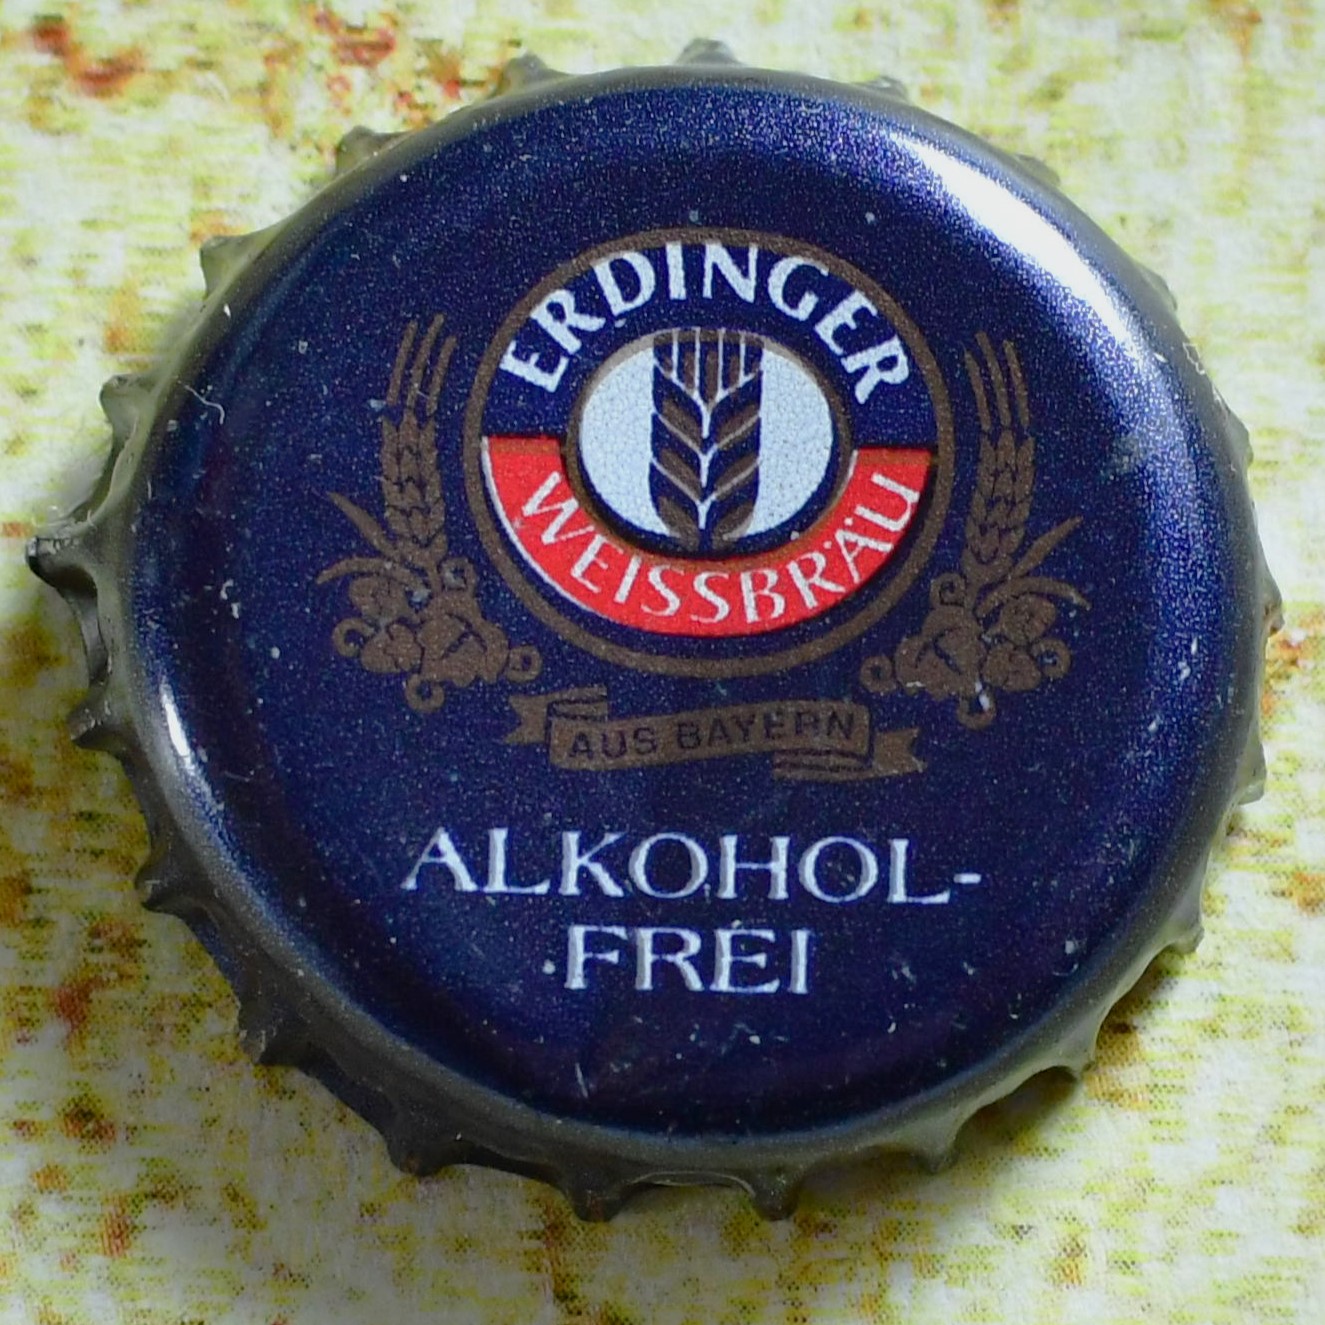 ERDINGER
WEISSBRÄU
AUS BAYERN
ALKOHOL-
FREI